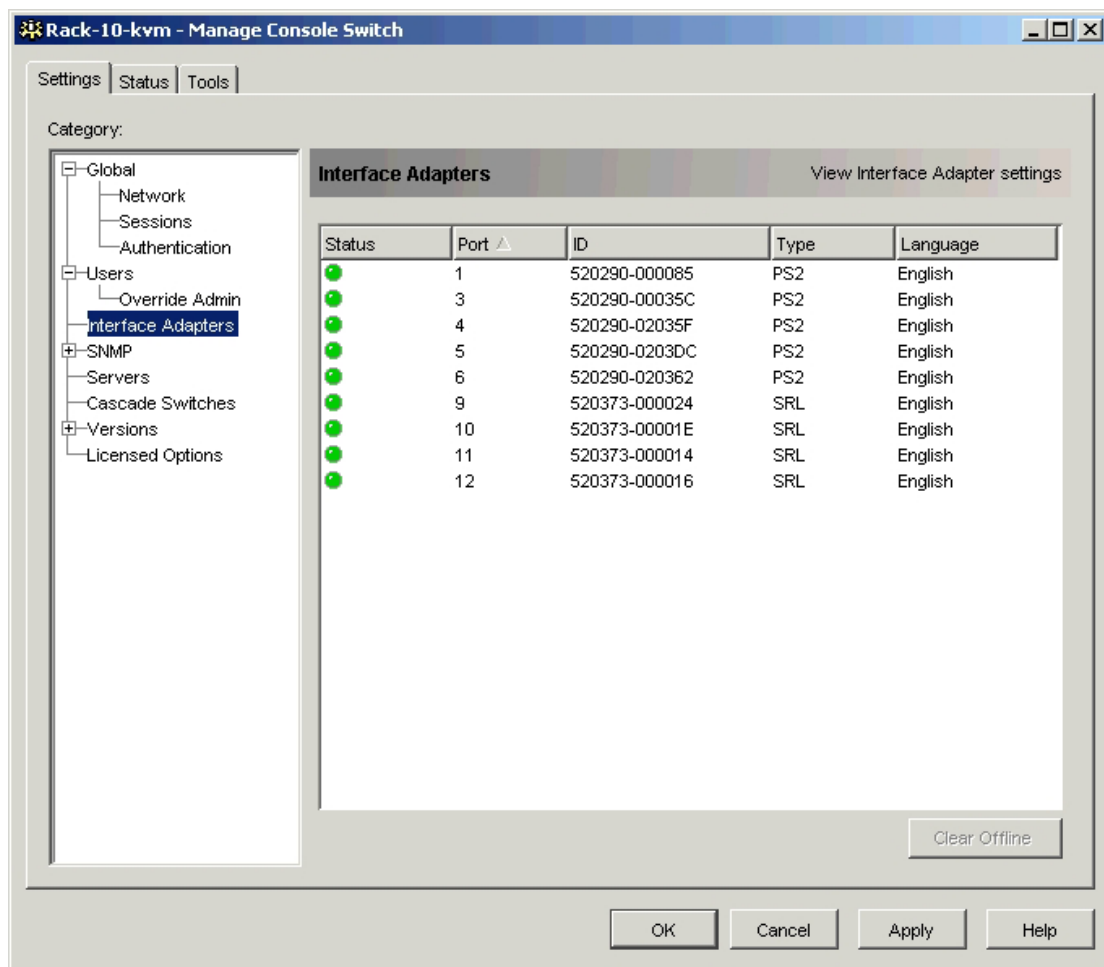 Rack-10-kvm - Manage Console Switch
Settings Status Tools
Category:
Global
Network
Sessions
Authentication
Users
Override Admin
Interface Adapters
SNMP
Servers
Cascade Switches
Versions
Licensed Options
Interface Adapters View Interface Adapter settings
Status Port ID Type Language
1 520290-000085 PS2 English
3 520290-00035C PS2 English
4 520290-02035F PS2 English
5 520290-0203DC PS2 English
6 520290-020362 PS2 English
9 520373-000024 SRL English
10 520373-00001E SRL English
11 520373-000014 SRL English
12 520373-000016 SRL English
Clear Offline
OK Cancel Apply Help